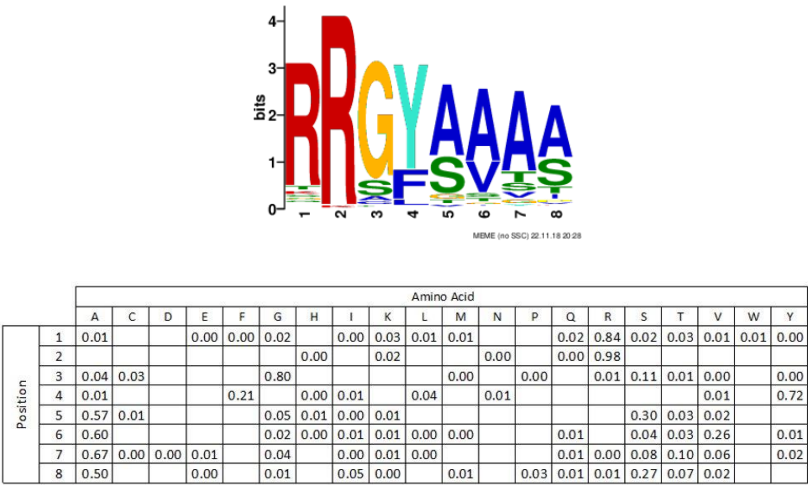 4
3
bits
2
1
0
R R G Y A A A A
T K S F S V T S
A L S V T I
1 2 3 4 5 6 7 8
MEME (no SSC) 22.11.18 20:28
Amino Acid
A C D E F G H I K L M N P Q R S T V W Y
Position
1 0.01 0.00 0.00 0.02 0.00 0.03 0.01 0.01 0.02 0.84 0.02 0.03 0.01 0.01 0.00
2 0.00 0.02 0.00 0.00 0.98
3 0.04 0.03 0.80 0.00 0.00 0.01 0.11 0.01 0.00 0.00
4 0.01 0.21 0.00 0.01 0.04 0.01 0.01 0.72
5 0.57 0.01 0.05 0.01 0.00 0.01 0.30 0.03 0.02
6 0.60 0.02 0.00 0.01 0.01 0.00 0.00 0.01 0.04 0.03 0.26 0.01
7 0.67 0.00 0.00 0.01 0.04 0.00 0.01 0.00 0.01 0.00 0.08 0.10 0.06 0.02
8 0.50 0.00 0.01 0.05 0.00 0.01 0.03 0.01 0.01 0.27 0.07 0.02